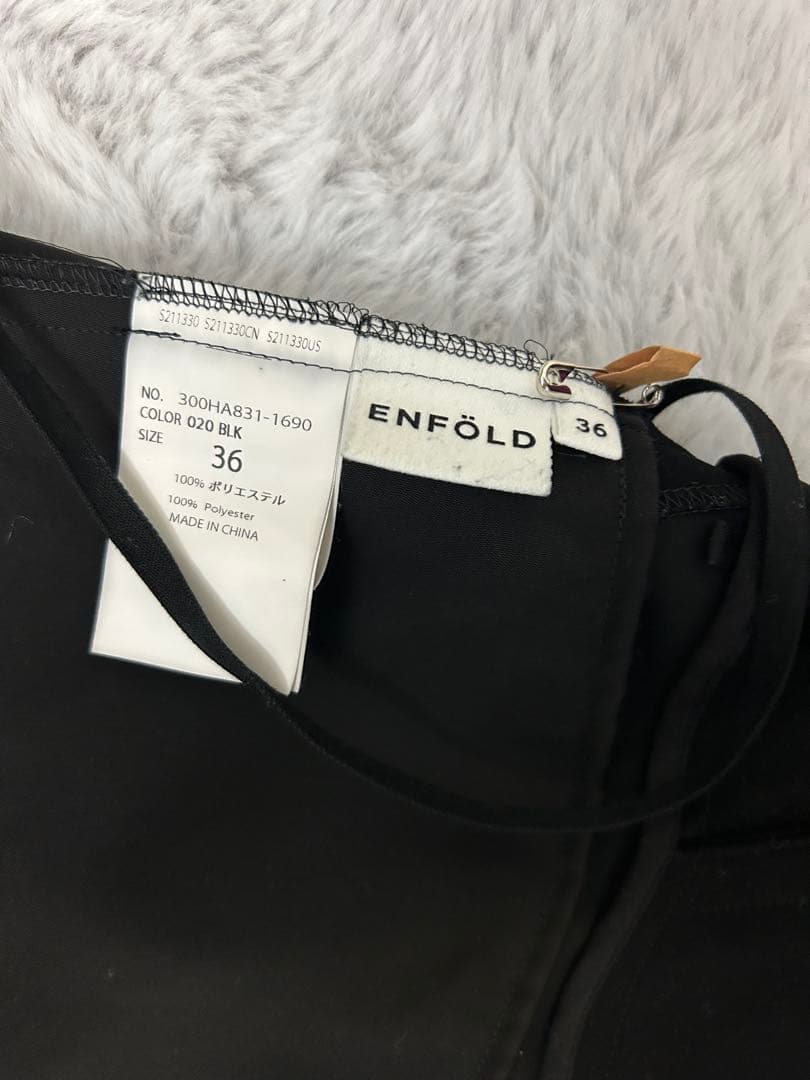 S211330 S211330CN S211330US
NO. 300HA831-1690
COLOR 020 BLK
SIZE 36
100% ポリエステル
100% Polyester
MADE IN CHINA
ENFÖLD
36